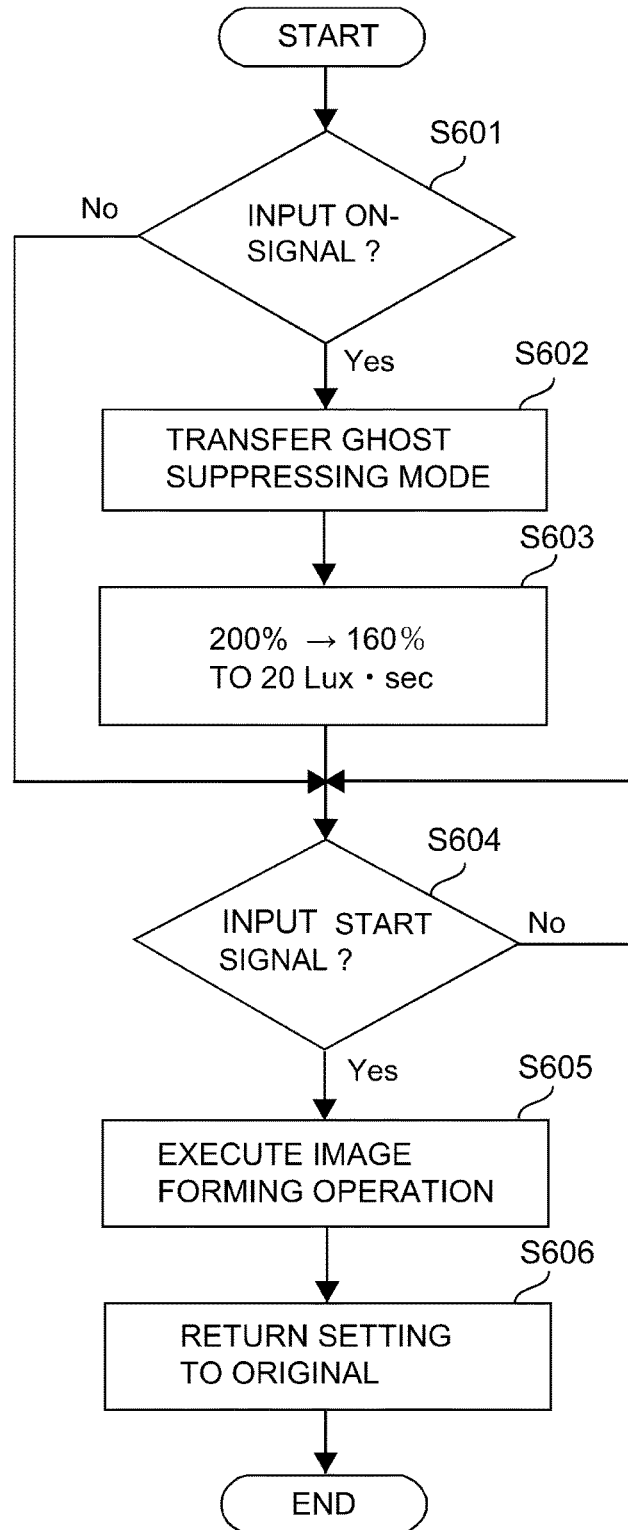 START
S601
No
INPUT ON-
SIGNAL ?
Yes
S602
TRANSFER GHOST
SUPPRESSING MODE
S603
200% → 160%
TO 20 Lux・sec
S604
INPUT START
SIGNAL ?
No
Yes
S605
EXECUTE IMAGE
FORMING OPERATION
S606
RETURN SETTING
TO ORIGINAL
END